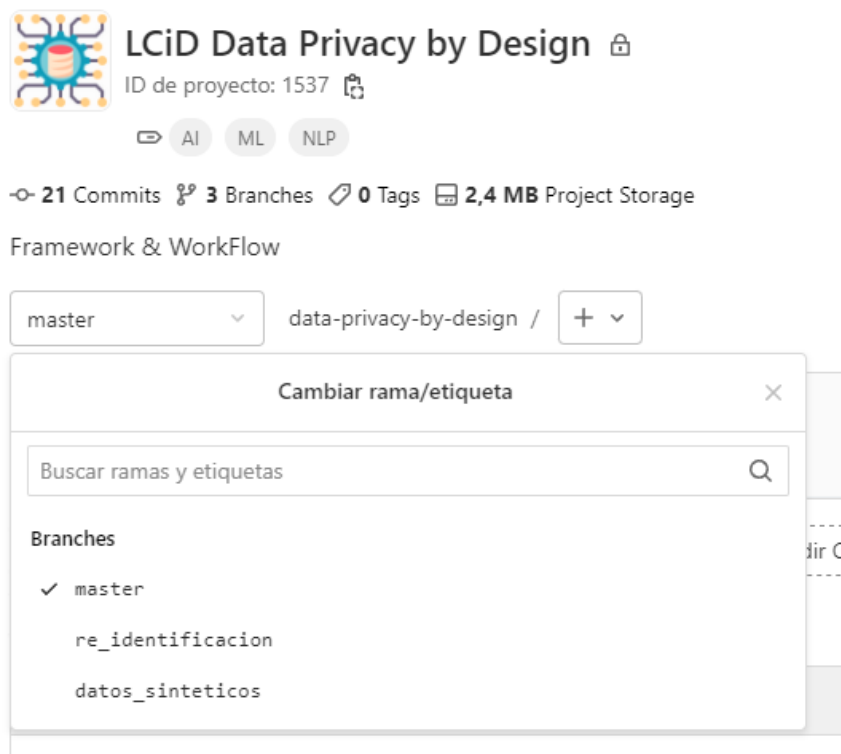 LCiD Data Privacy by Design
ID de proyecto: 1537
AI ML NLP
21 Commits 3 Branches 0 Tags 2,4 MB Project Storage
Framework & WorkFlow
master data-privacy-by-design /
Cambiar rama/etiqueta
Buscar ramas y etiquetas
Branches
master
re_identificacion
datos_sinteticos